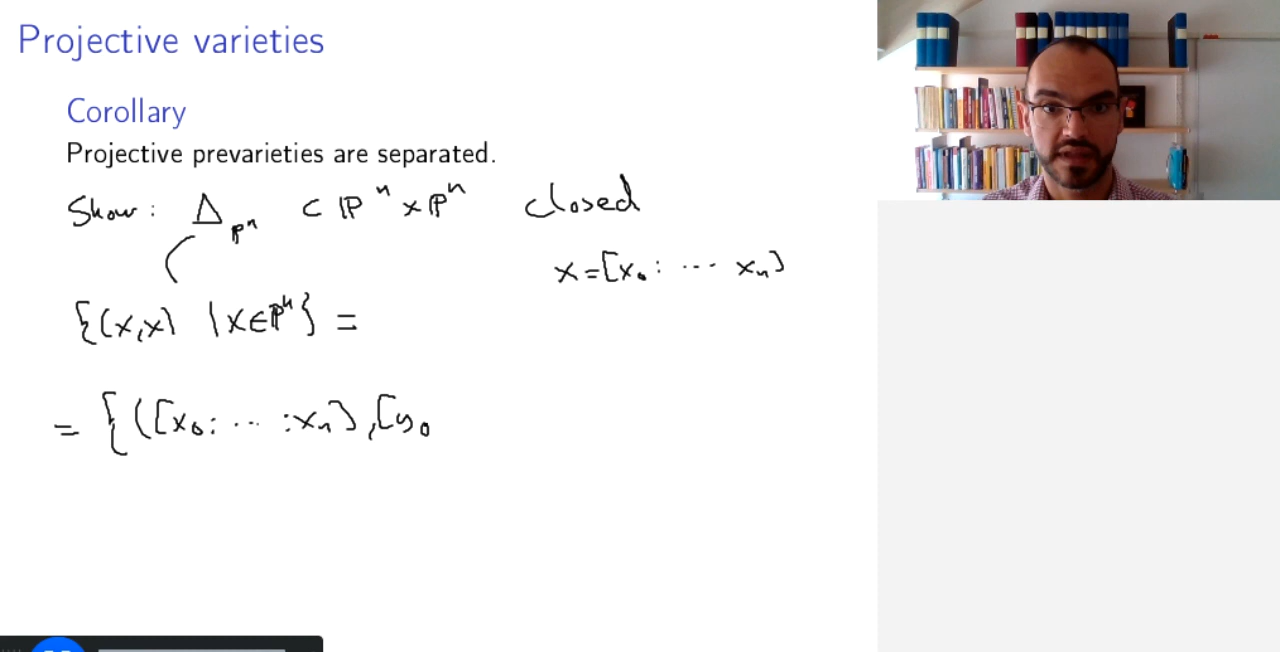 Projective varieties
Corollary
Projective prevarieties are separated.
Show: Δ_ℙⁿ ⊂ ℙⁿ × ℙⁿ closed
x = [x₀ : ⋯ xₙ]
{(x,x) | x ∈ ℙⁿ} =
= {([x₀ : ⋯ : xₙ], [y₀